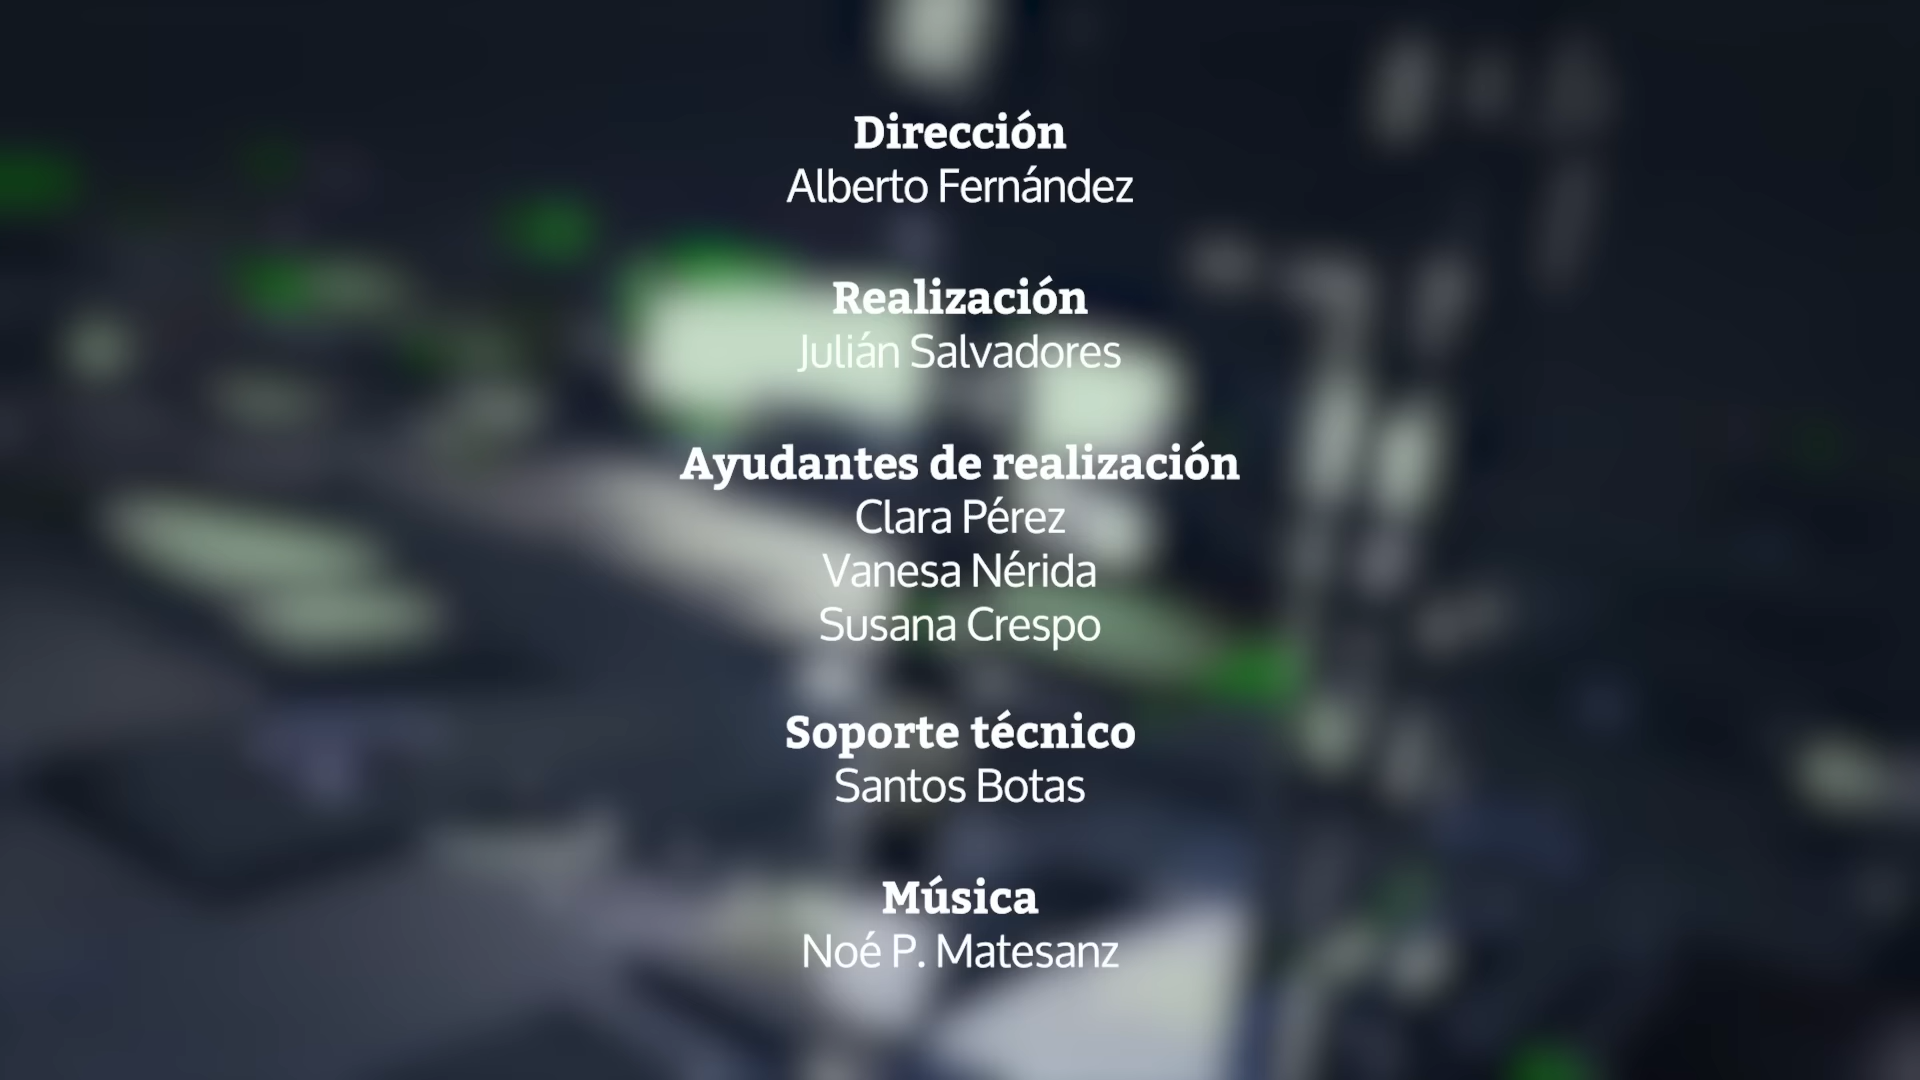 Dirección
Alberto Fernández
Realización
Julián Salvadores
Ayudantes de realización
Clara Pérez
Vanesa Nérida
Susana Crespo
Soporte técnico
Santos Botas
Música
Noé P. Matesanz